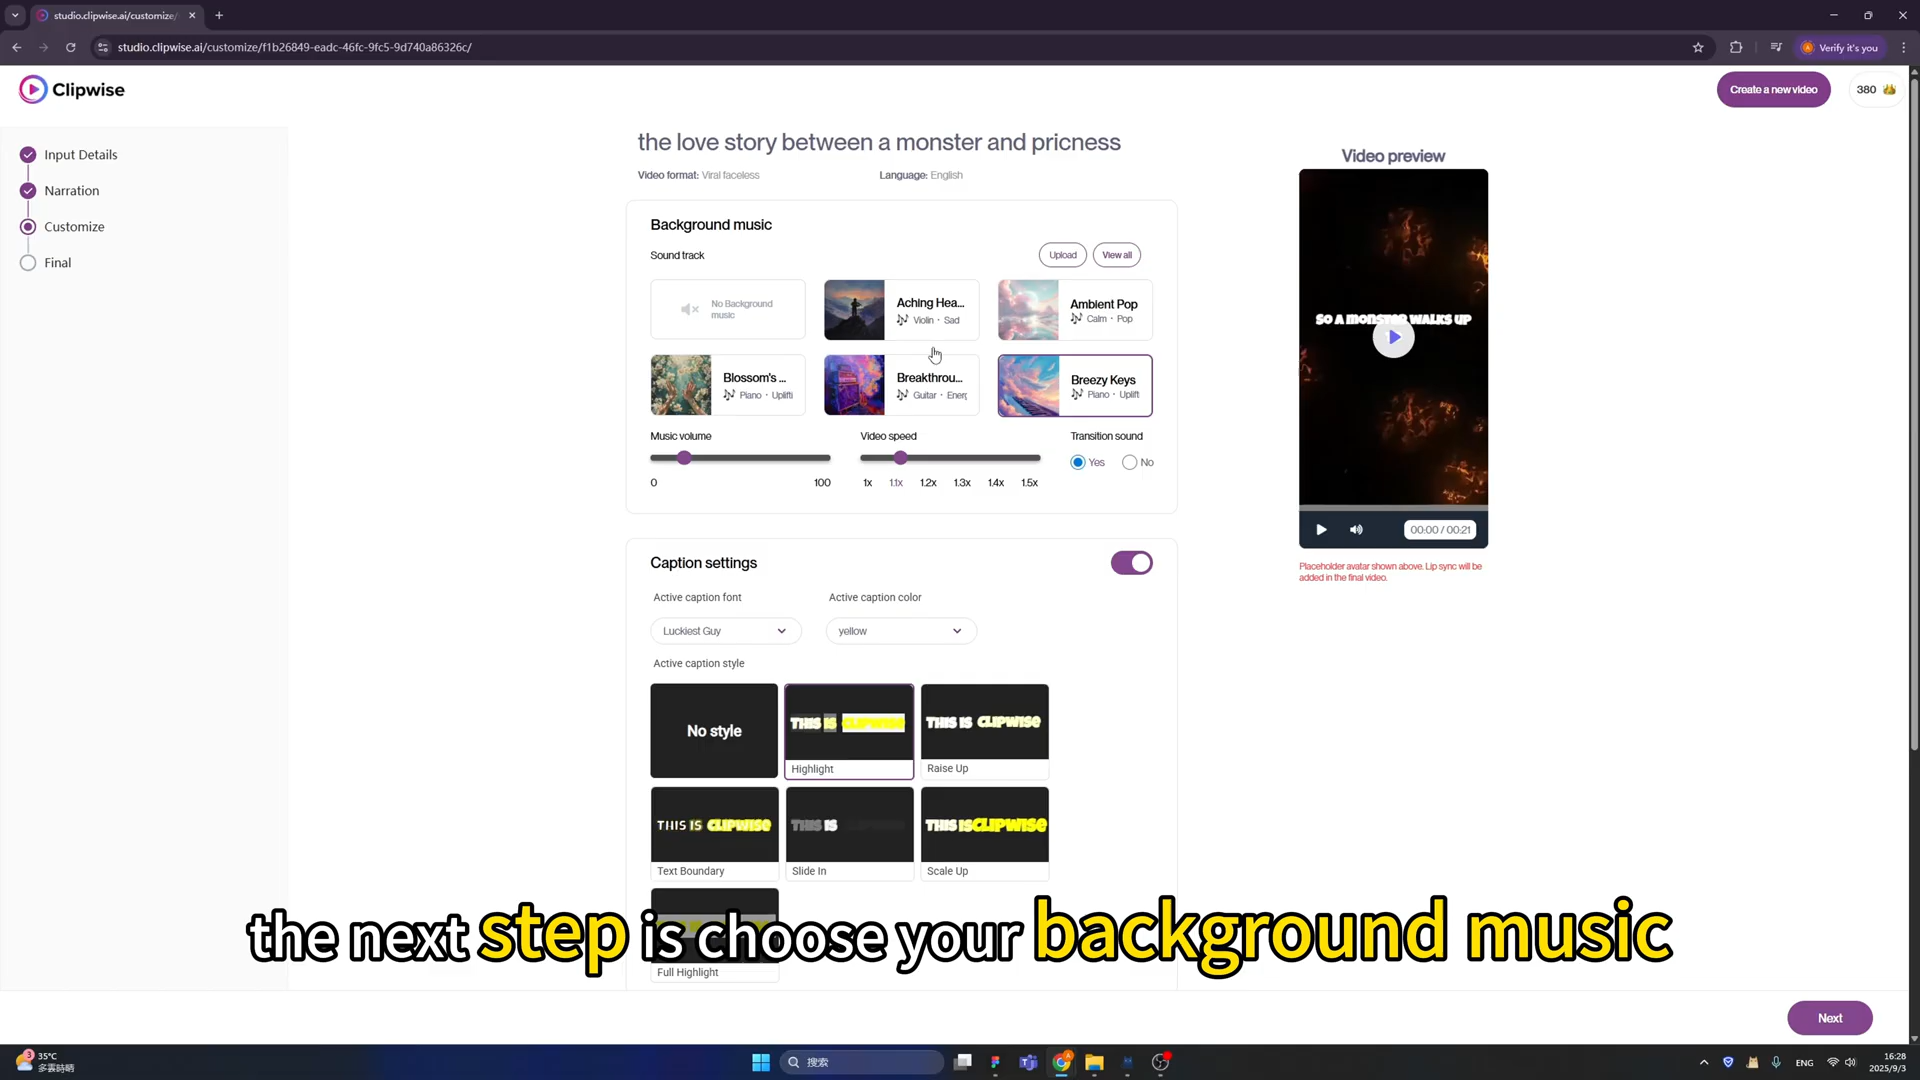 studio.clipwise.ai/customize/
studio.clipwise.ai/customize/f1b26849-eadc-46fc-9fc5-9d740a86326c/
Verify it's you
Clipwise
Create a new video
380
Input Details
Narration
Customize
Final
the love story between a monster and pricness
Video format: Viral faceless
Language: English
Background music
Sound track
Upload
View all
No Background music
Aching Hea...
Violin · Sad
Ambient Pop
Calm · Pop
Blossom's ...
Piano · Uplifti
Breakthrou...
Guitar · Energ
Breezy Keys
Piano · Uplift
Music volume
0
100
Video speed
1x
1.1x
1.2x
1.3x
1.4x
1.5x
Transition sound
Yes
No
Caption settings
Active caption font
Luckiest Guy
Active caption color
yellow
Active caption style
No style
THIS IS CLIPWISE
Highlight
THIS IS CLIPWISE
Raise Up
THIS IS CLIPWISE
Text Boundary
THIS IS
Slide In
THIS IS CLIPWISE
Scale Up
Full Highlight
Video preview
SO A MONSTER WALKS UP
00:00 / 00:21
Placeholder avatar shown above. Lip sync will be
added in the final video.
the next step is choose your background music
Next
3
35°C
多雲時晴
搜索
ENG
16:28
2025/9/3